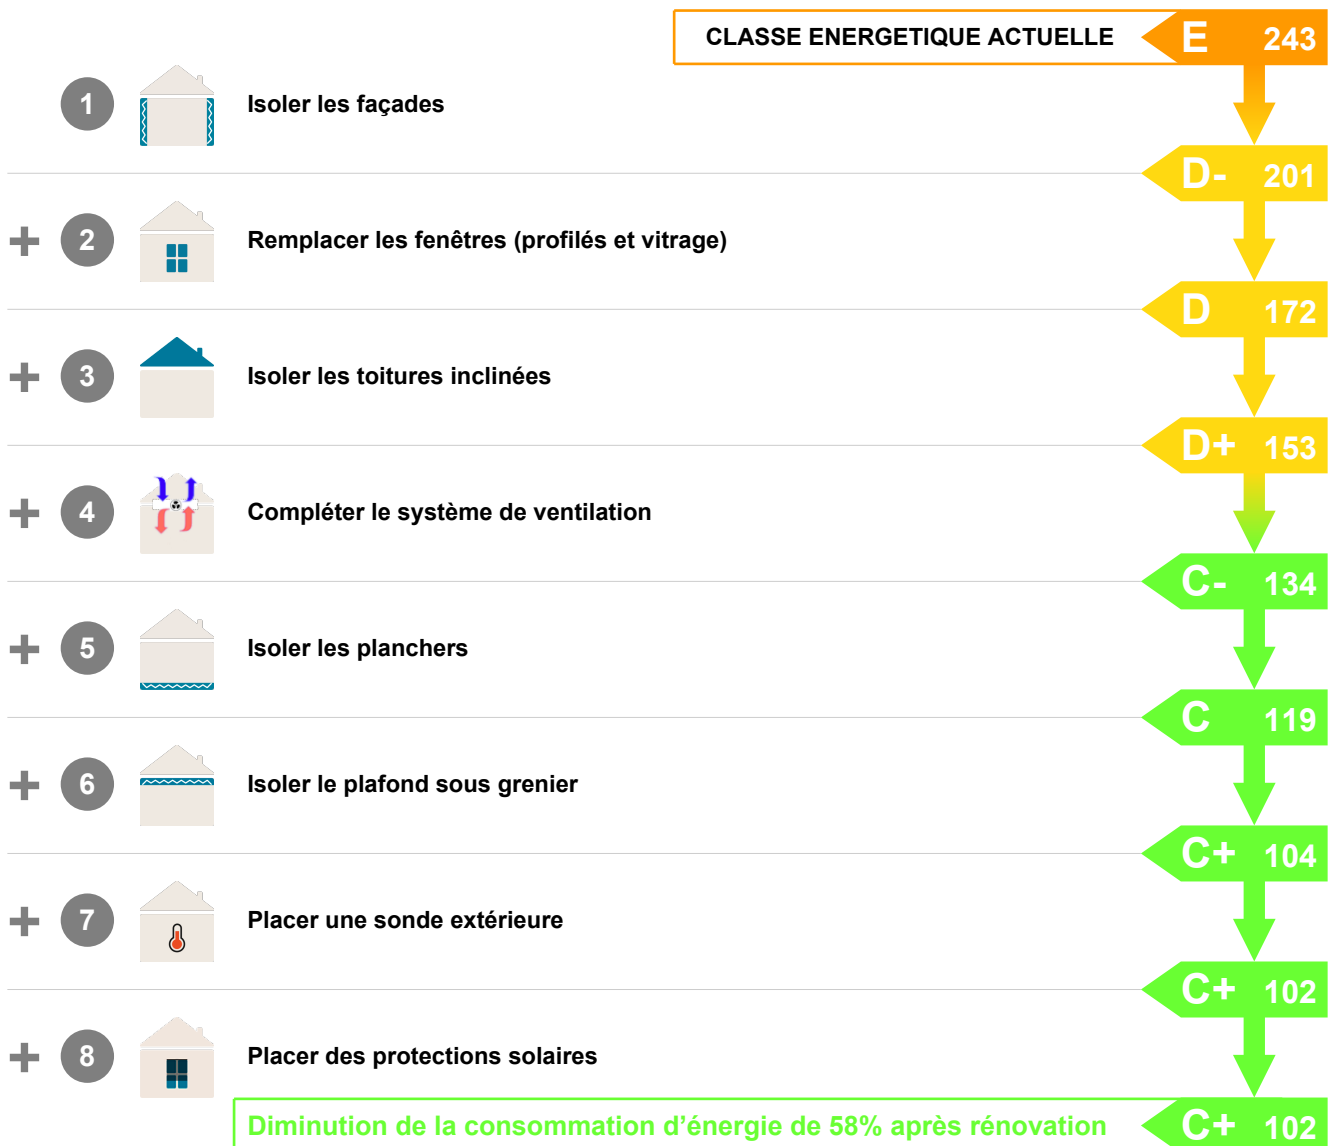 CLASSE ENERGETIQUE ACTUELLE E 243
1 Isoler les façades
D- 201
+ 2 Remplacer les fenêtres (profilés et vitrage)
D 172
+ 3 Isoler les toitures inclinées
D+ 153
+ 4 Compléter le système de ventilation
C- 134
+ 5 Isoler les planchers
C 119
+ 6 Isoler le plafond sous grenier
C+ 104
+ 7 Placer une sonde extérieure
C+ 102
+ 8 Placer des protections solaires
Diminution de la consommation d’énergie de 58% après rénovation C+ 102